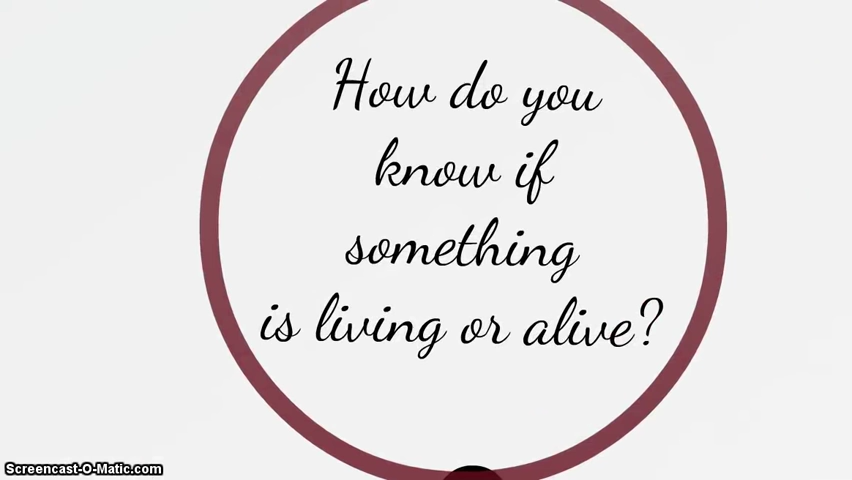 How do you
know if
something
is living or alive?
Screencast-O-Matic.com